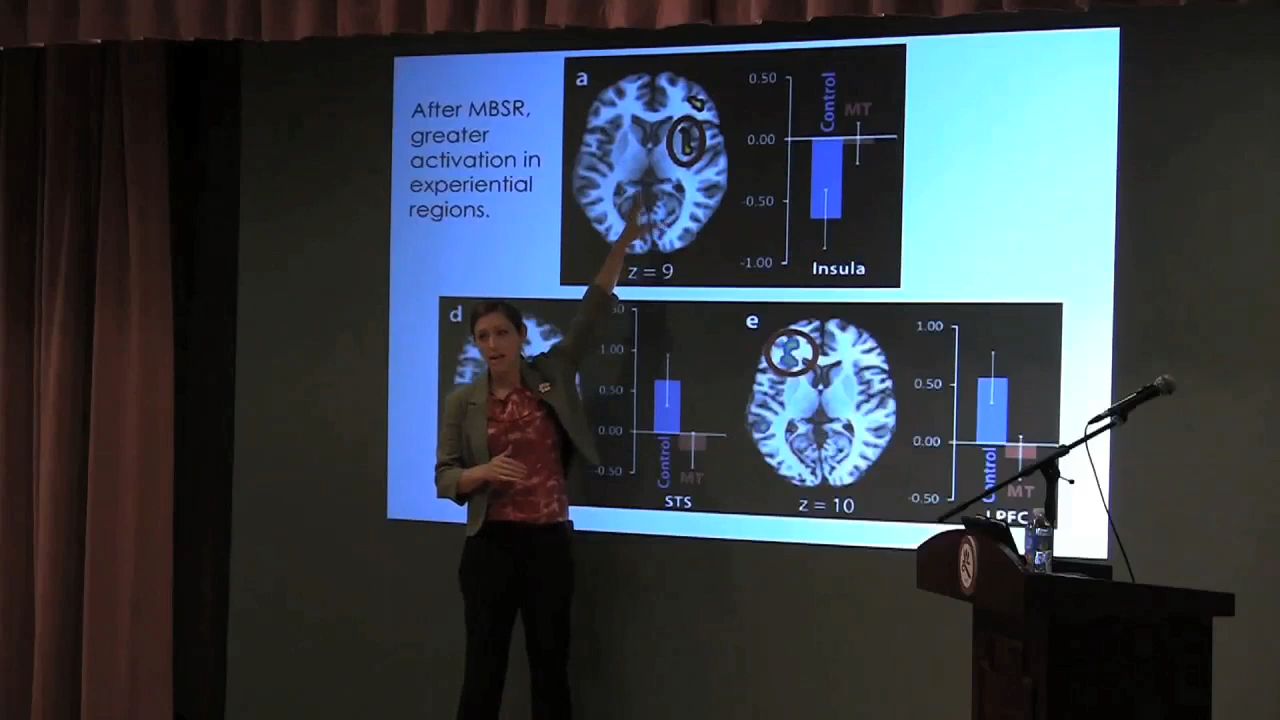 After MBSR,
greater
activation in
experiential
regions.
a
z = 9
0.50
0.00
-0.50
-1.00
Control
MT
Insula
d
1.00
0.50
0.00
-0.50
Control
MT
STS
e
z = 10
1.00
0.50
0.00
-0.50
MT